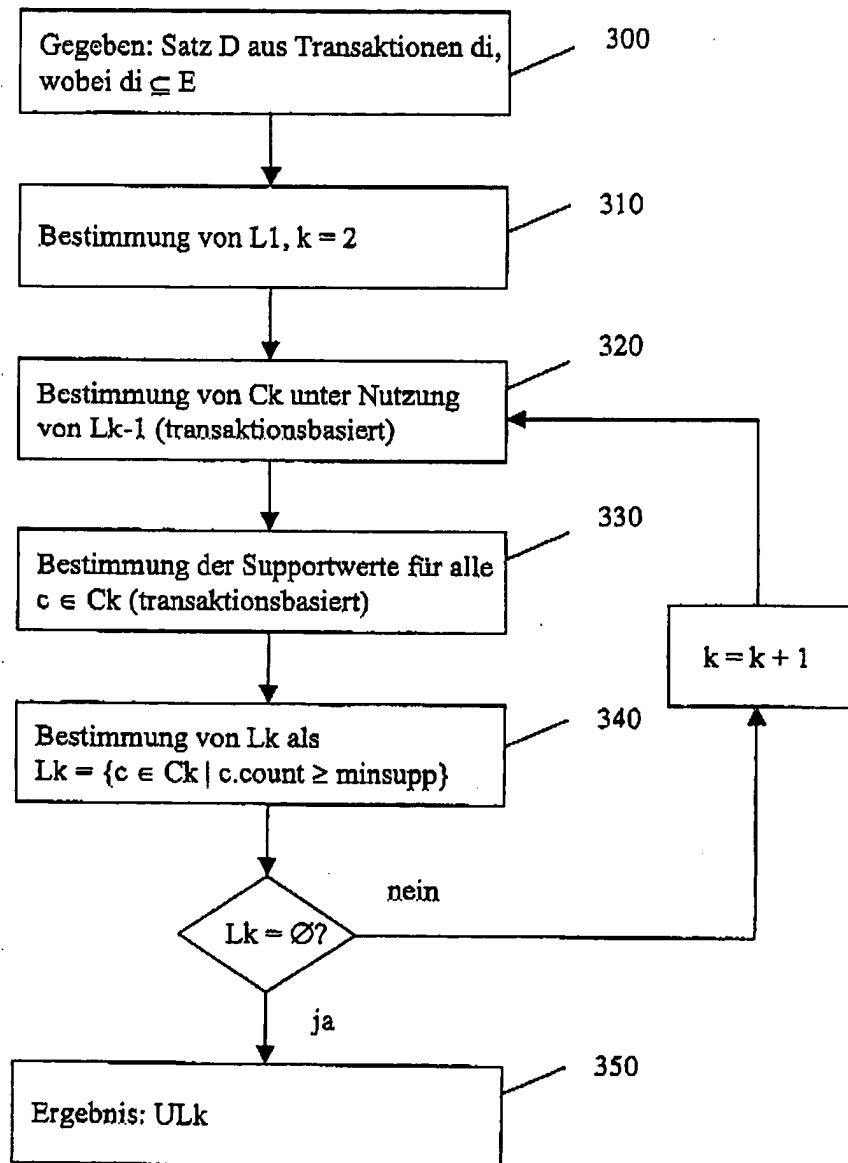 Gegeben: Satz D aus Transaktionen di,
wobei di ⊆ E
300
Bestimmung von L1, k = 2
310
Bestimmung von Ck unter Nutzung
von Lk-1 (transaktionsbasiert)
320
Bestimmung der Supportwerte für alle
c ∈ Ck (transaktionsbasiert)
330
k = k + 1
Bestimmung von Lk als
Lk = {c ∈ Ck | c.count ≥ minsupp}
340
Lk = ∅?
nein
ja
Ergebnis: ULk
350